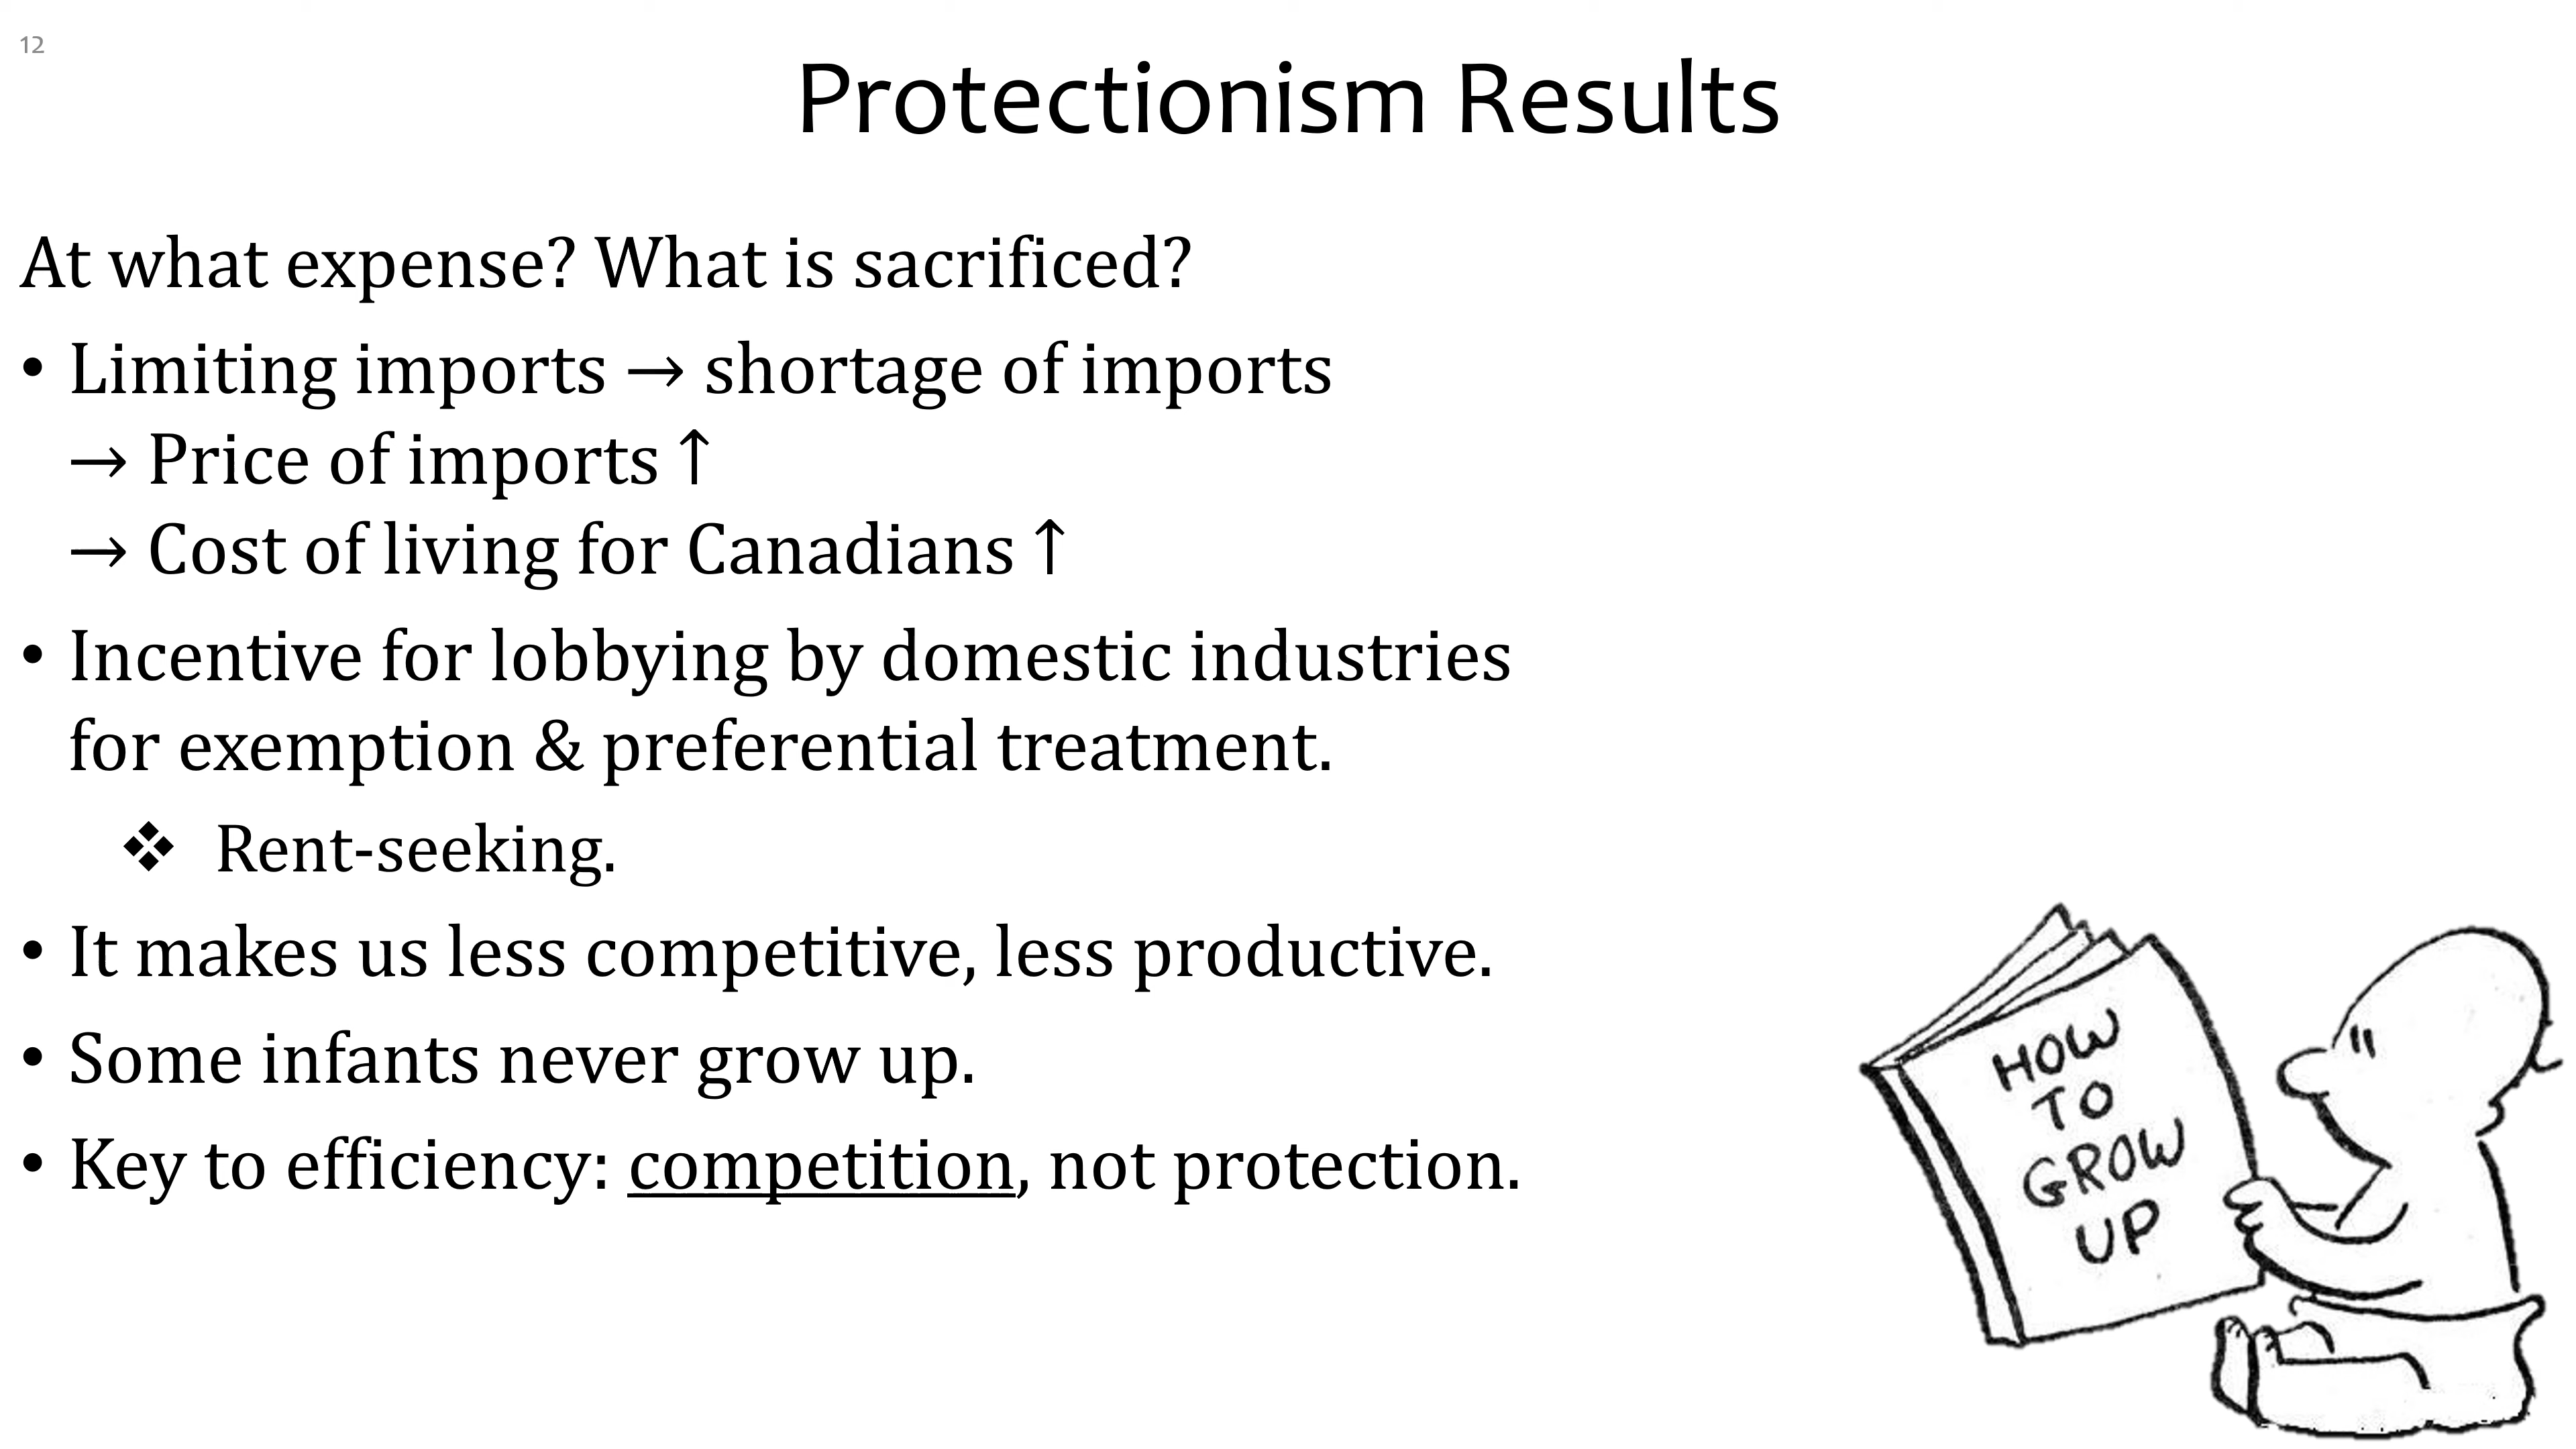 12
Protectionism Results
At what expense? What is sacrificed?
• Limiting imports → shortage of imports
→ Price of imports ↑
→ Cost of living for Canadians ↑
• Incentive for lobbying by domestic industries
for exemption & preferential treatment.
❖ Rent-seeking.
• It makes us less competitive, less productive.
• Some infants never grow up.
• Key to efficiency: competition, not protection.
HOW
TO
GROW
UP